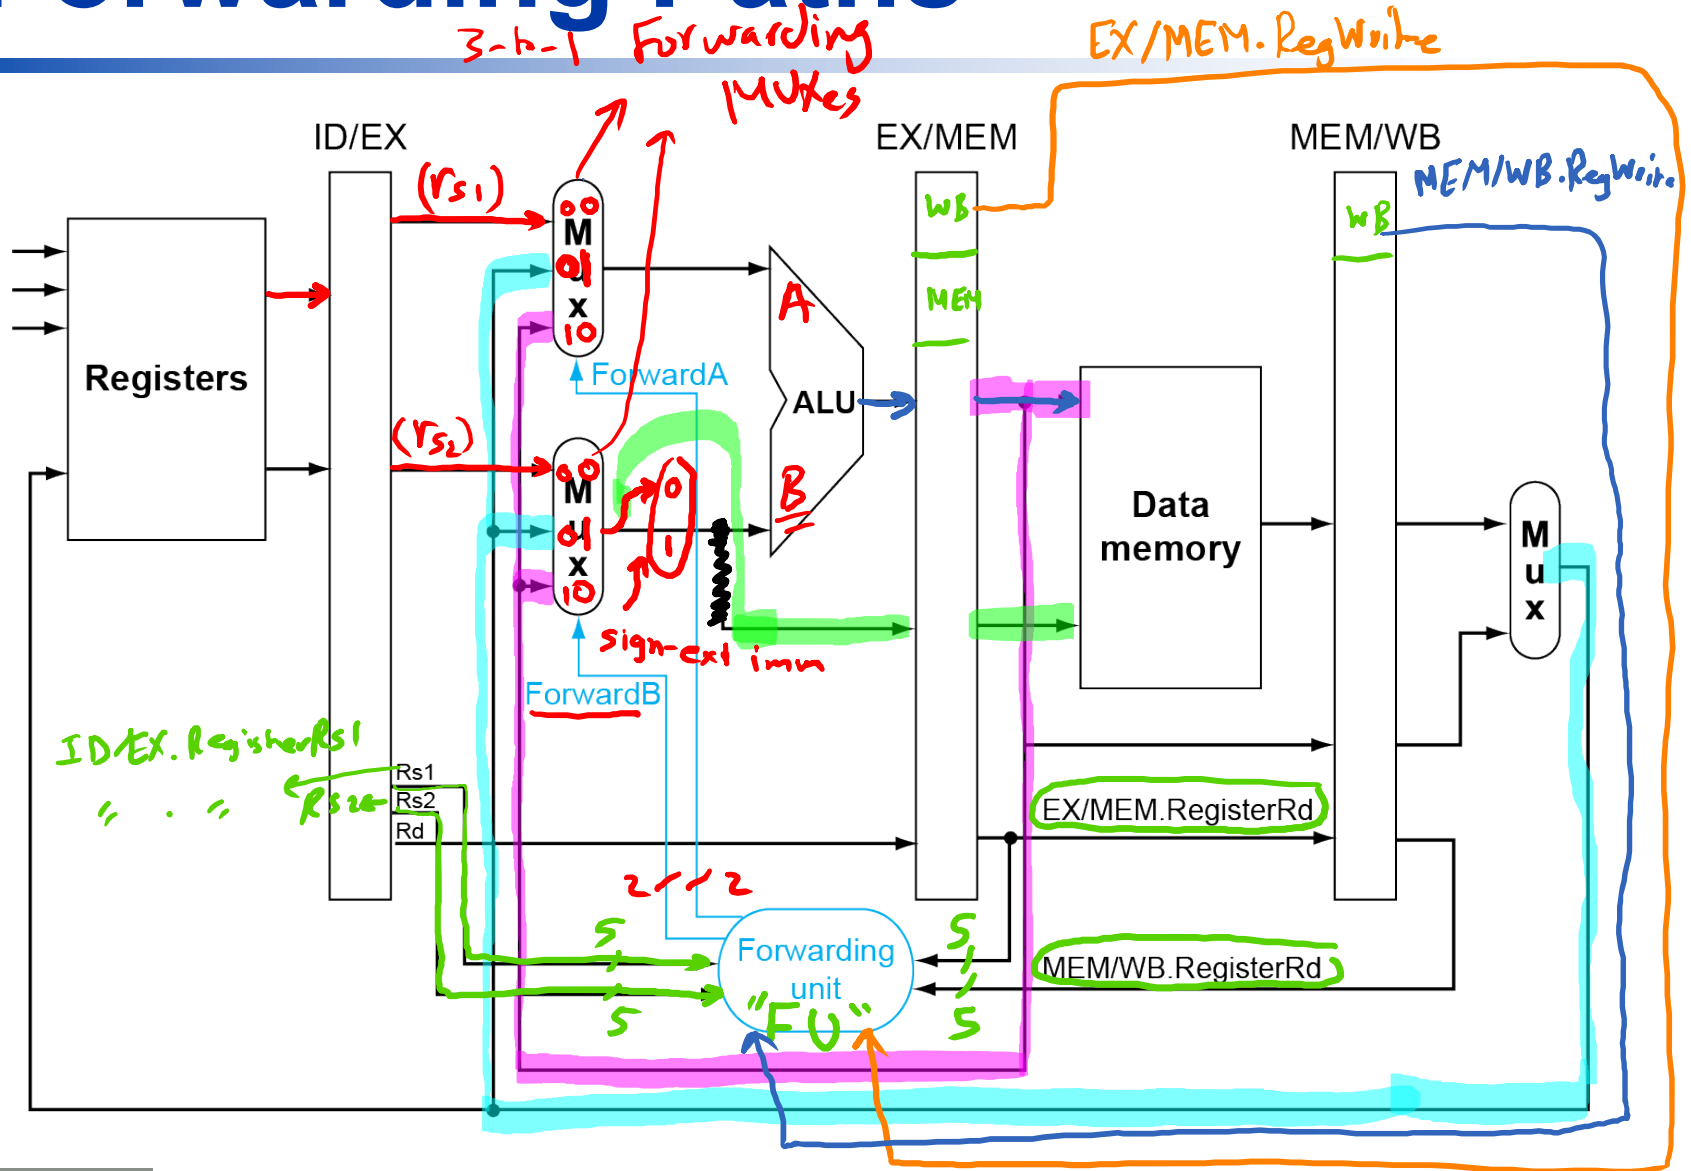 Forwarding Paths
3-to-1 Forwarding
MUXes
EX/MEM.RegWrite
ID/EX
EX/MEM
MEM/WB
MEM/WB.RegWrite
(rs1)
00
M
u
x
01
10
WB
MEM
WB
Registers
A
ALU
B
ForwardA
(rs2)
00
M
u
x
01
10
0
1
Data
memory
M
u
x
sign-ext imm
ForwardB
ID/EX.RegisterRs1
" . " Rs2
Rs1
Rs2
Rd
EX/MEM.RegisterRd
2 2
5
5
Forwarding
unit
"FU"
5
5
MEM/WB.RegisterRd